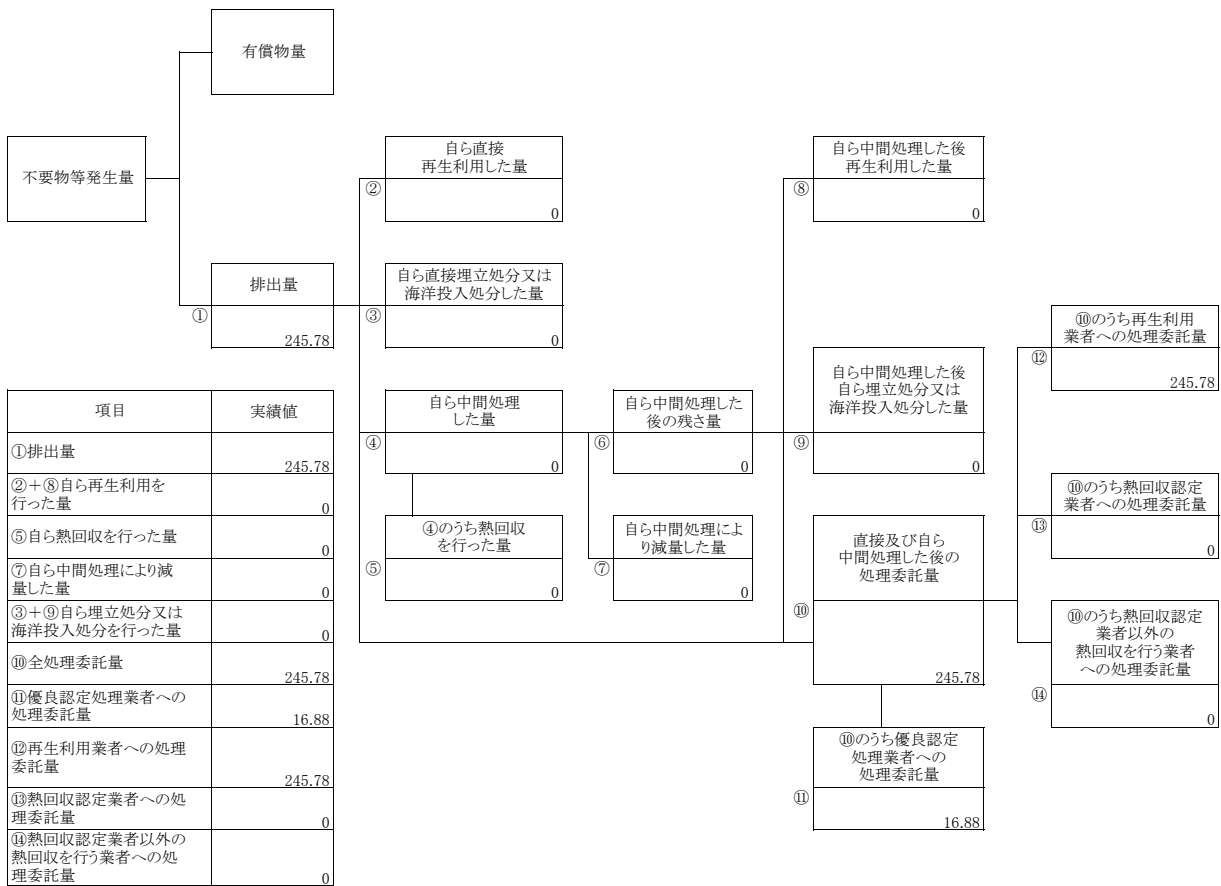 有償物量
不要物等発生量
自ら直接
再生利用した量
②
0
自ら中間処理した後
再生利用した量
⑧
0
排出量
①
245.78
自ら直接埋立処分又は
海洋投入処分した量
③
0
⑩のうち再生利用
業者への処理委託量
⑫
245.78
自ら中間処理
した量
④
0
自ら中間処理した
後の残さ量
⑥
0
自ら中間処理した後
自ら埋立処分又は
海洋投入処分した量
⑨
0
⑩のうち熱回収認定
業者への処理委託量
⑬
0
④のうち熱回収
を行った量
⑤
0
自ら中間処理によ
り減量した量
⑦
0
直接及び自ら
中間処理した後の
処理委託量
⑩
245.78
⑩のうち熱回収認定
業者以外の
熱回収を行う業者
への処理委託量
⑭
0
⑩のうち優良認定
処理業者への
処理委託量
⑪
16.88
項目 実績値
①排出量
245.78
②+⑧自ら再生利用を
行った量
0
⑤自ら熱回収を行った量
0
⑦自ら中間処理により減
量した量
0
③+⑨自ら埋立処分又は
海洋投入処分を行った量
0
⑩全処理委託量
245.78
⑪優良認定処理業者への
処理委託量
16.88
⑫再生利用業者への処理
委託量
245.78
⑬熱回収認定業者への処
理委託量
0
⑭熱回収認定業者以外の
熱回収を行う業者への処
理委託量
0